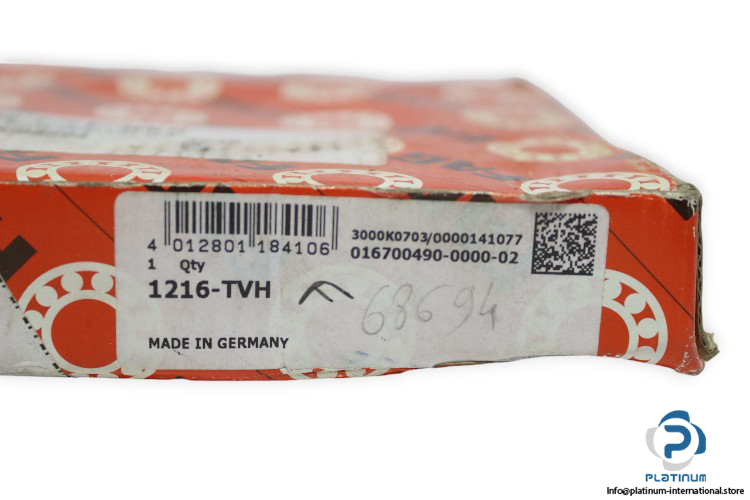 4 012801 184106
3000K0703/0000141077
016700490-0000-02
1 Qty
1216-TVH
68694
MADE IN GERMANY
PLATINUM
Info@platinum-international.store